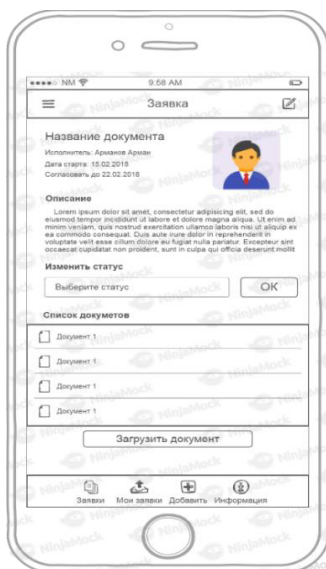 NM 9:56 AM
Заявка
Название документа
Исполнитель: Арманов Арман
Дата старта: 15.02.2018
Согласовать до 22.02.2018
Описание
Lorem ipsum dolor sit amet, consectetur adipisicing elit, sed do
eiusmod tempor incididunt ut labore et dolore magna aliqua. Ut enim ad
minim veniam, quis nostrud exercitation ullamco laboris nisi ut aliquip ex
ea commodo consequat. Duis aute irure dolor in reprehenderit in
voluptate velit esse cillum dolore eu fugiat nulla pariatur. Excepteur sint
occaecat cupidatat non proident, sunt in culpa qui officia deserunt mollit
Изменить статус
Выберите статус OK
Список докуметов
Документ 1
Документ 1
Документ 1
Документ 1
Загрузить документ
Заявки Мои заявки Добавить Информация